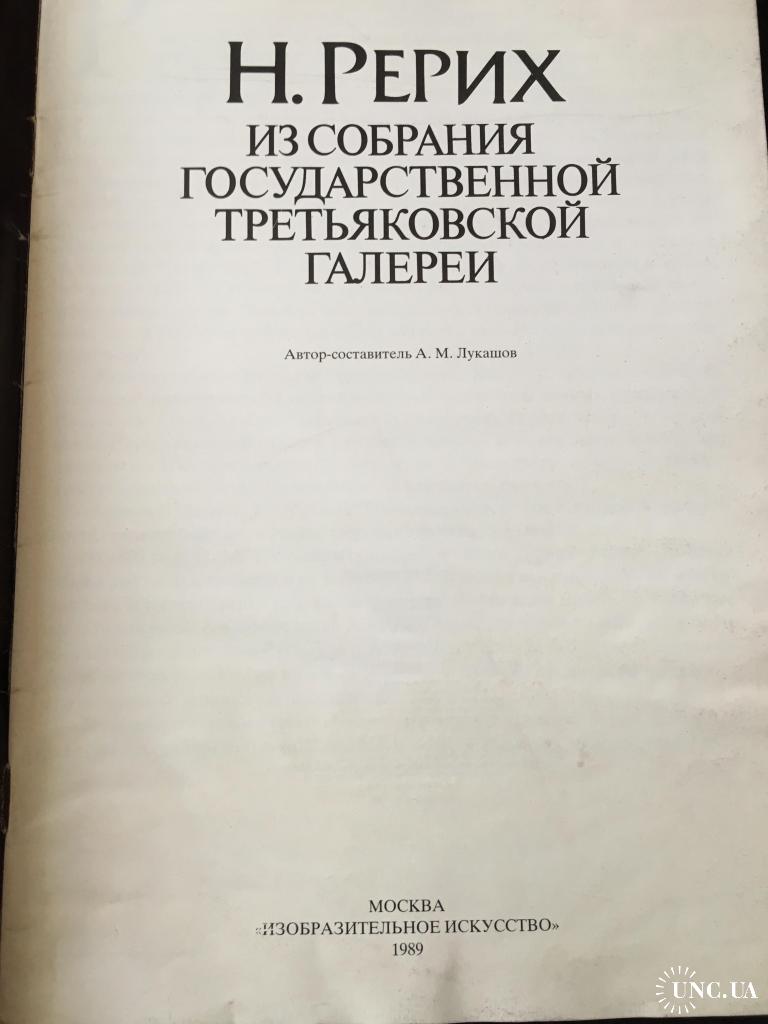 Н. РЕРИХ
ИЗ СОБРАНИЯ
ГОСУДАРСТВЕННОЙ
ТРЕТЬЯКОВСКОЙ
ГАЛЕРЕИ
Автор-составитель А. М. Лукашов
МОСКВА
«ИЗОБРАЗИТЕЛЬНОЕ ИСКУССТВО»
1989
UNC.UA